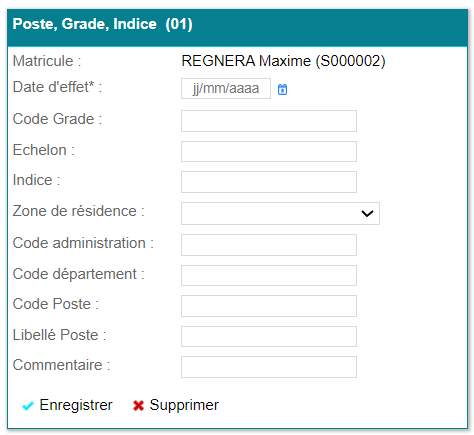 Poste, Grade, Indice (01)
Matricule : REGNERA Maxime (S000002)
Date d'effet* : jj/mm/aaaa
Code Grade :
Echelon :
Indice :
Zone de résidence :
Code administration :
Code département :
Code Poste :
Libellé Poste :
Commentaire :
Enregistrer Supprimer